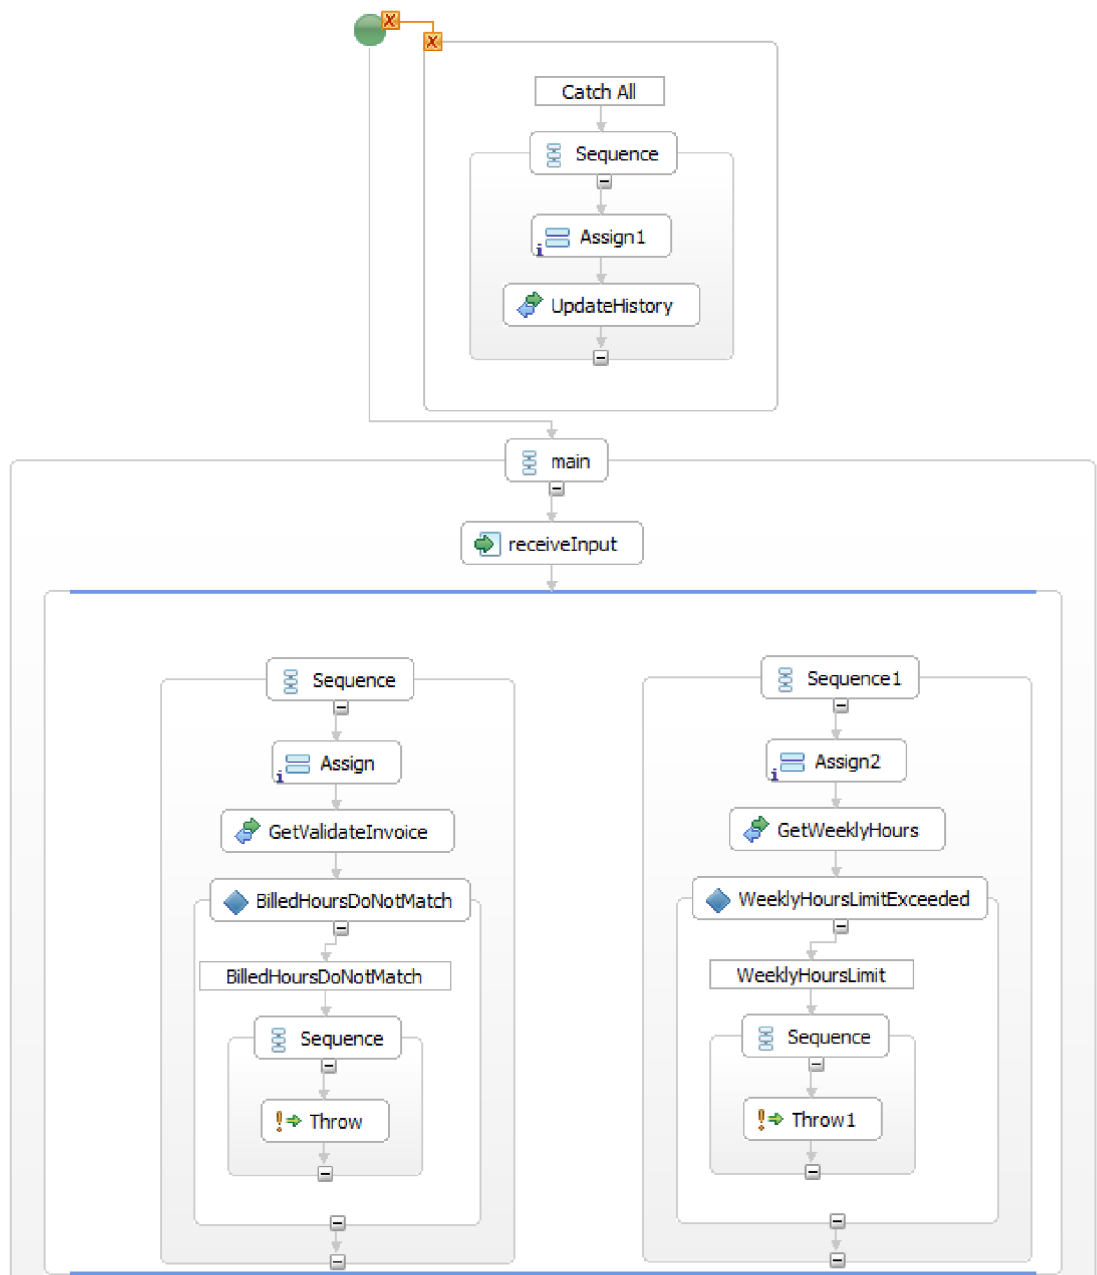 Catch All
Sequence
Assign1
UpdateHistory
main
receiveInput
Sequence
Assign
GetValidateInvoice
BilledHoursDoNotMatch
BilledHoursDoNotMatch
Sequence
Throw
Sequence1
Assign2
GetWeeklyHours
WeeklyHoursLimitExceeded
WeeklyHoursLimit
Sequence
Throw1